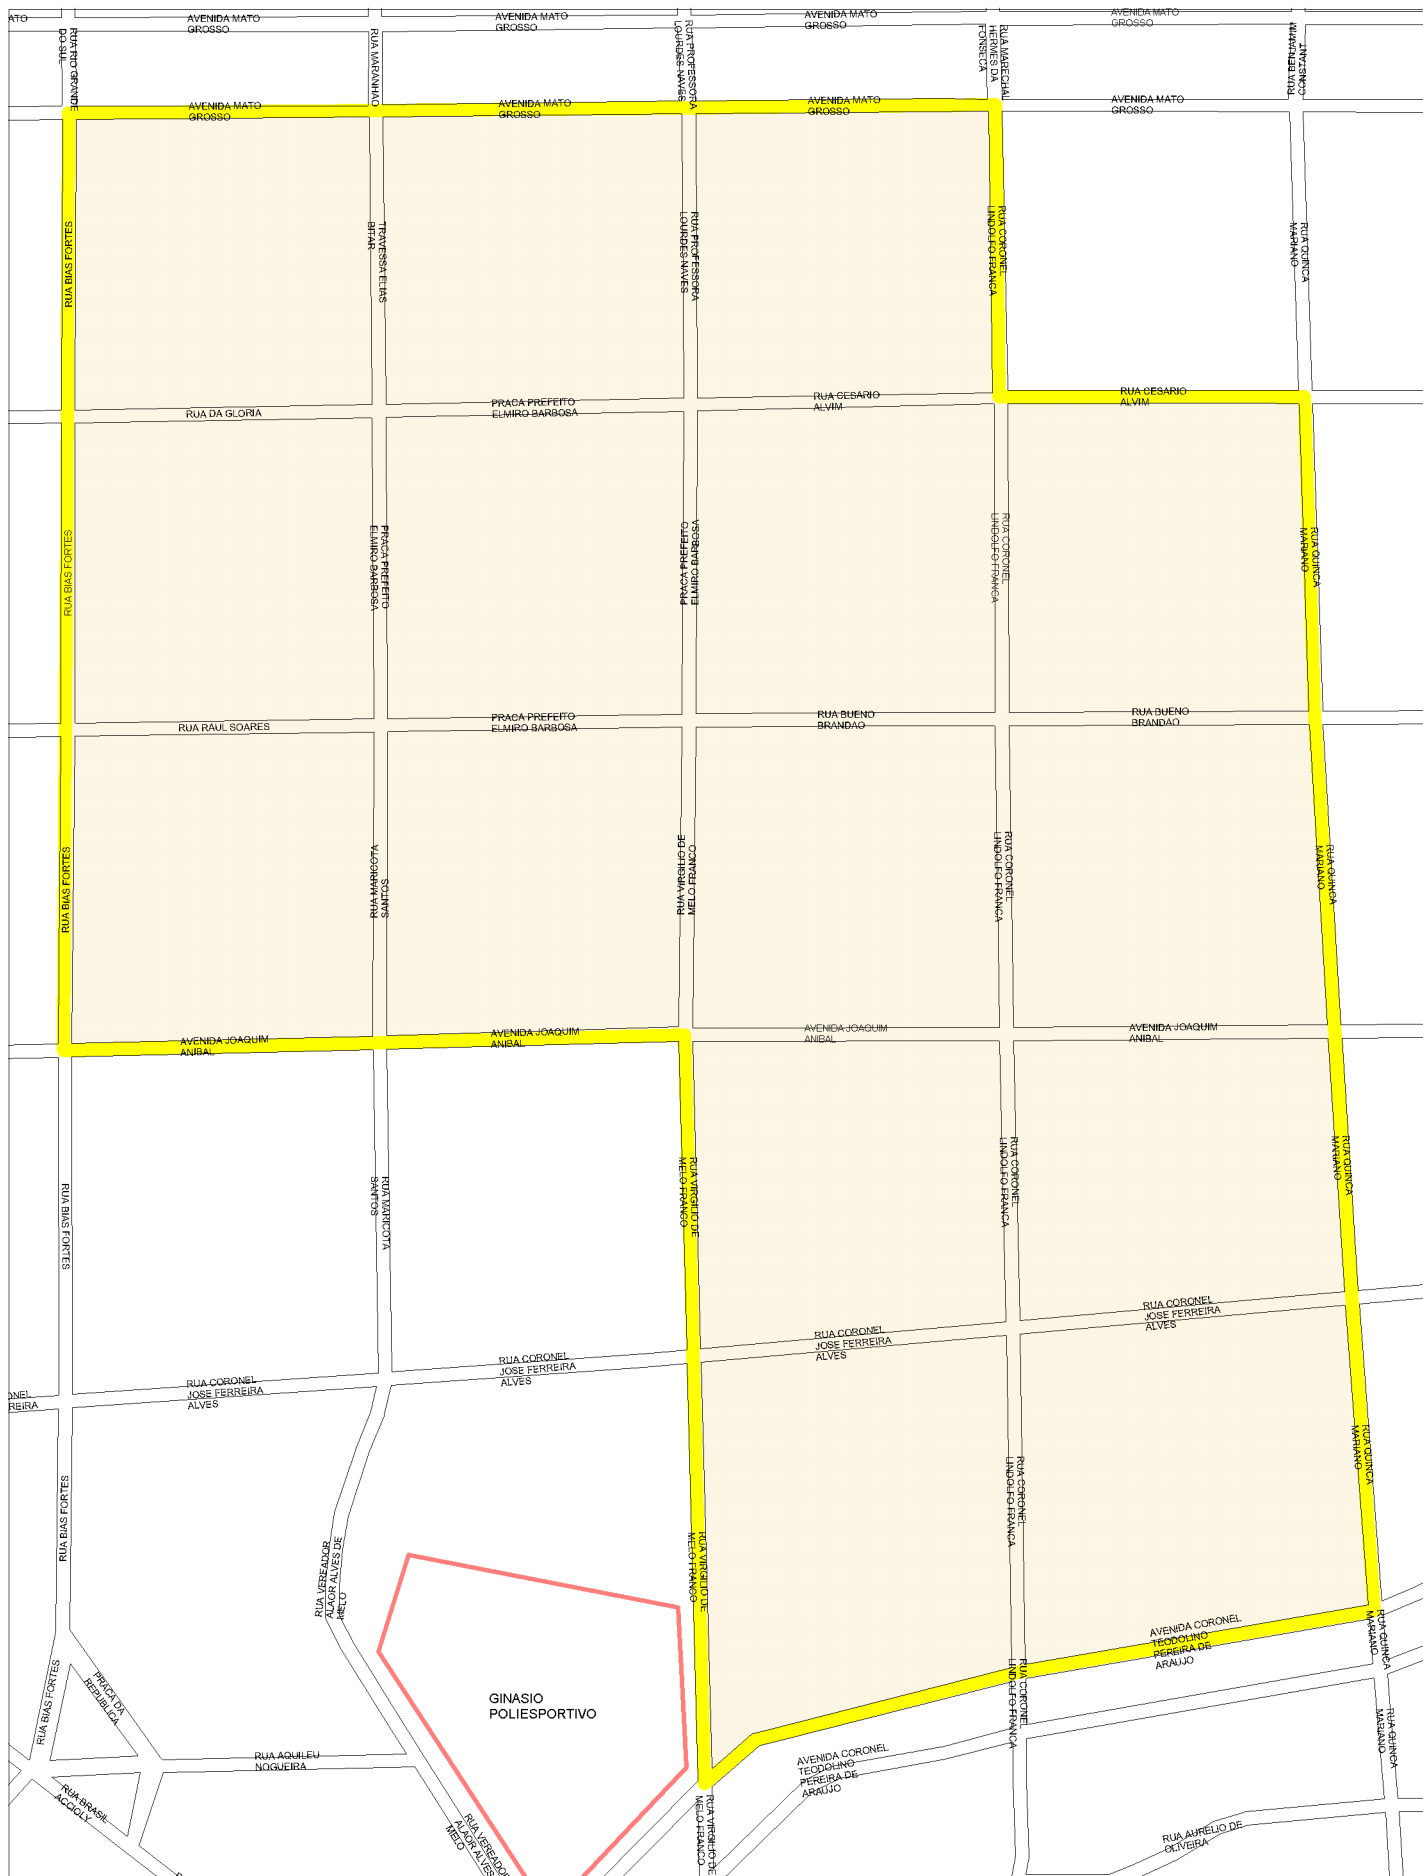 ATO
AVENIDA MATO
GROSSO
AVENIDA MATO
GROSSO
AVENIDA MATO
GROSSO
AVENIDA MATO
GROSSO
RUA RIO GRANDE
DO SUL
RUA MARANHAO
RUA PROFESSORA
LOURDES NAVES
RUA MARECHAL
HERMES DA
FONSECA
RUA BENJAMIM
CONSTANT
AVENIDA MATO
GROSSO
AVENIDA MATO
GROSSO
AVENIDA MATO
GROSSO
AVENIDA MATO
GROSSO
RUA BIAS FORTES
TRAVESSA ELIAS
BITAR
RUA PROFESSORA
LOURDES NAVES
RUA CORONEL
LINDOLFO FRANCA
RUA QUINCA
MARIANO
RUA DA GLORIA
PRACA PREFEITO
ELMIRO BARBOSA
RUA CESARIO
ALVIM
RUA CESARIO
ALVIM
RUA BIAS FORTES
PRACA PREFEITO
ELMIRO BARBOSA
PRACA PREFEITO
ELMIRO BARBOSA
RUA CORONEL
LINDOLFO FRANCA
RUA QUINCA
MARIANO
RUA RAUL SOARES
PRACA PREFEITO
ELMIRO BARBOSA
RUA BUENO
BRANDAO
RUA BUENO
BRANDAO
RUA BIAS FORTES
RUA MARICOTA
SANTOS
RUA VIRGILIO DE
MELO FRANCO
RUA CORONEL
LINDOLFO FRANCA
RUA QUINCA
MARIANO
AVENIDA JOAQUIM
ANIBAL
AVENIDA JOAQUIM
ANIBAL
AVENIDA JOAQUIM
ANIBAL
AVENIDA JOAQUIM
ANIBAL
RUA BIAS FORTES
RUA MARICOTA
SANTOS
RUA VIRGILIO DE
MELO FRANCO
RUA CORONEL
LINDOLFO FRANCA
RUA QUINCA
MARIANO
ONEL
REIRA
RUA CORONEL
JOSE FERREIRA
ALVES
RUA CORONEL
JOSE FERREIRA
ALVES
RUA CORONEL
JOSE FERREIRA
ALVES
RUA CORONEL
JOSE FERREIRA
ALVES
RUA BIAS FORTES
RUA VEREADOR
ALAOR ALVES DE
MELO
RUA VIRGILIO DE
MELO FRANCO
RUA CORONEL
LINDOLFO FRANCA
RUA QUINCA
MARIANO
RUA BIAS FORTES
PRACA DA
REPUBLICA
GINASIO
POLIESPORTIVO
RUA CORONEL
LINDOLFO FRANCA
AVENIDA CORONEL
TEODOLINO
PEREIRA DE
ARAUJO
RUA QUINCA
MARIANO
RUA QUINCA
MARIANO
RUA AQUILEU
NOGUEIRA
AVENIDA CORONEL
TEODOLINO
PEREIRA DE
ARAUJO
RUA BRASIL
ACCIOLY
RUA VEREADOR
ALAOR ALVES
MELO
RUA VIRGILIO DE
MELO FRANCO
RUA AURELIO DE
OLIVEIRA